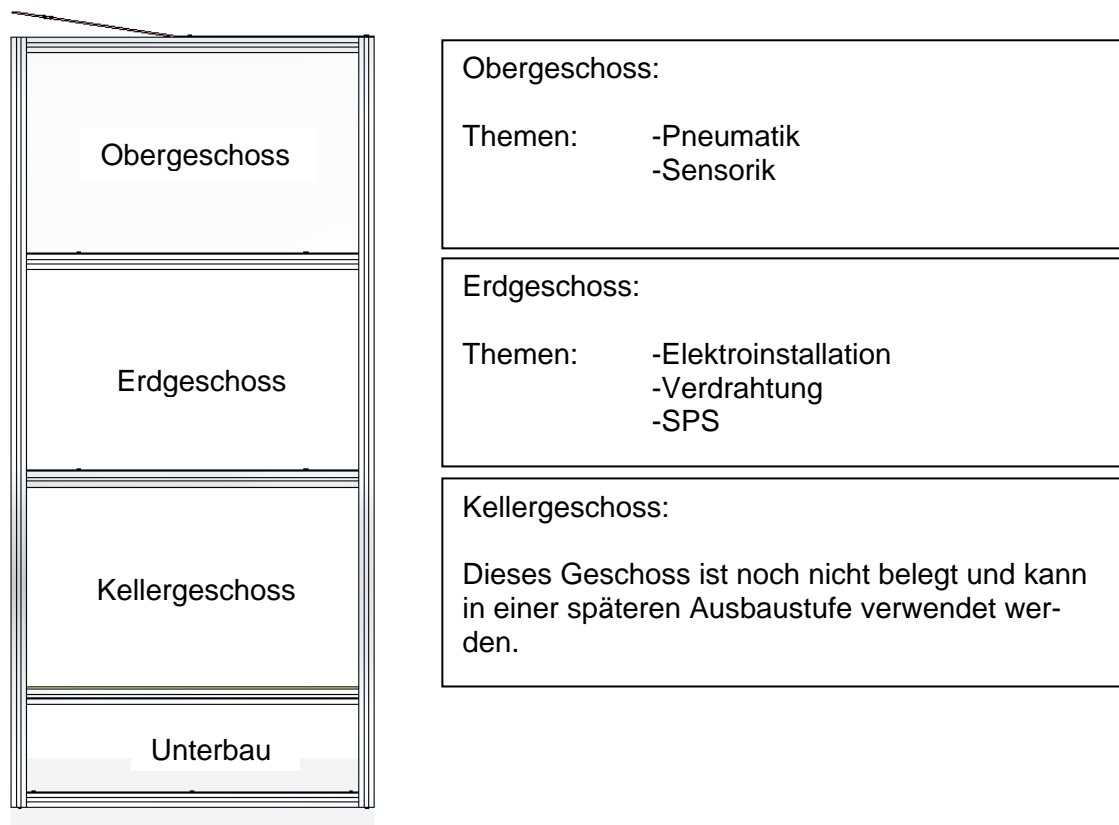 Obergeschoss
Erdgeschoss
Kellergeschoss
Unterbau
Obergeschoss:
Themen: -Pneumatik
-Sensorik
Erdgeschoss:
Themen: -Elektroinstallation
-Verdrahtung
-SPS
Kellergeschoss:
Dieses Geschoss ist noch nicht belegt und kann
in einer späteren Ausbaustufe verwendet wer-
den.